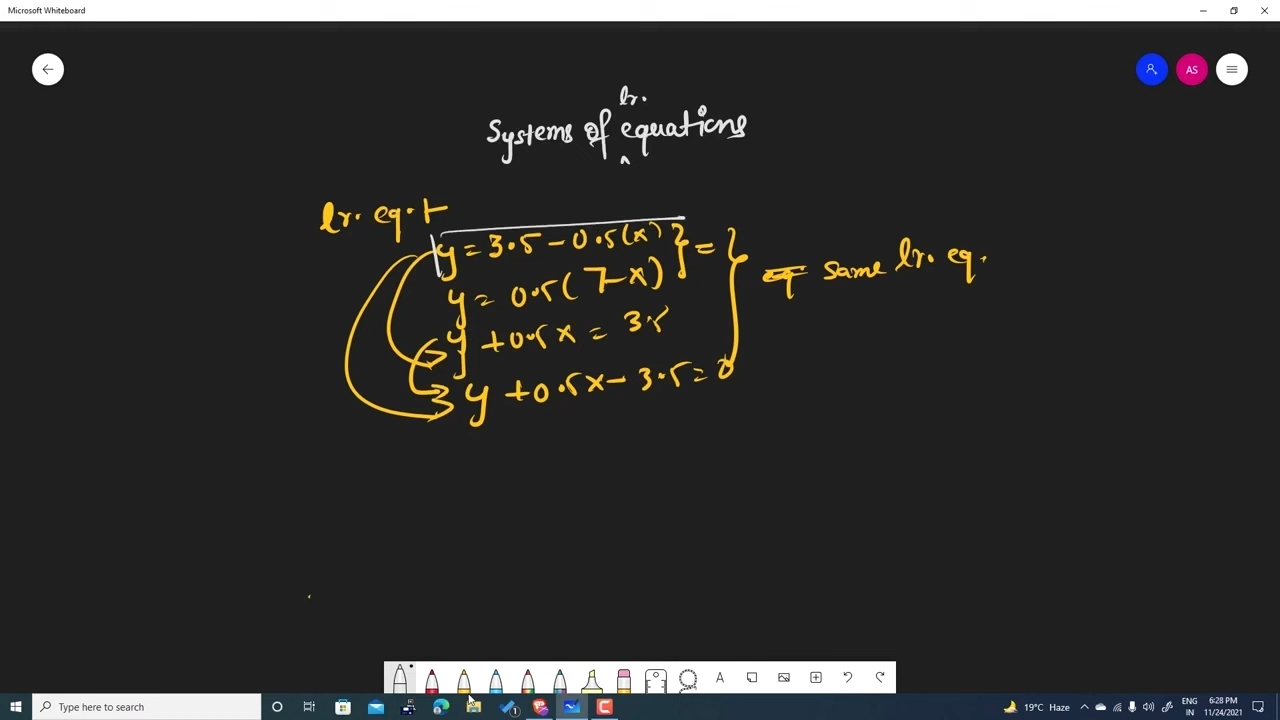 Microsoft Whiteboard
AS
lr.
Systems of equations
lr. eq. 1
y = 3.5 - 0.5(x) } = }
y = 0.5(7-x)
same lr. eq.
y + 0.5x = 3.5
y + 0.5x - 3.5 = 0
A
Type here to search
1
19°C Haze
ENG
IN
6:28 PM
11/24/2021